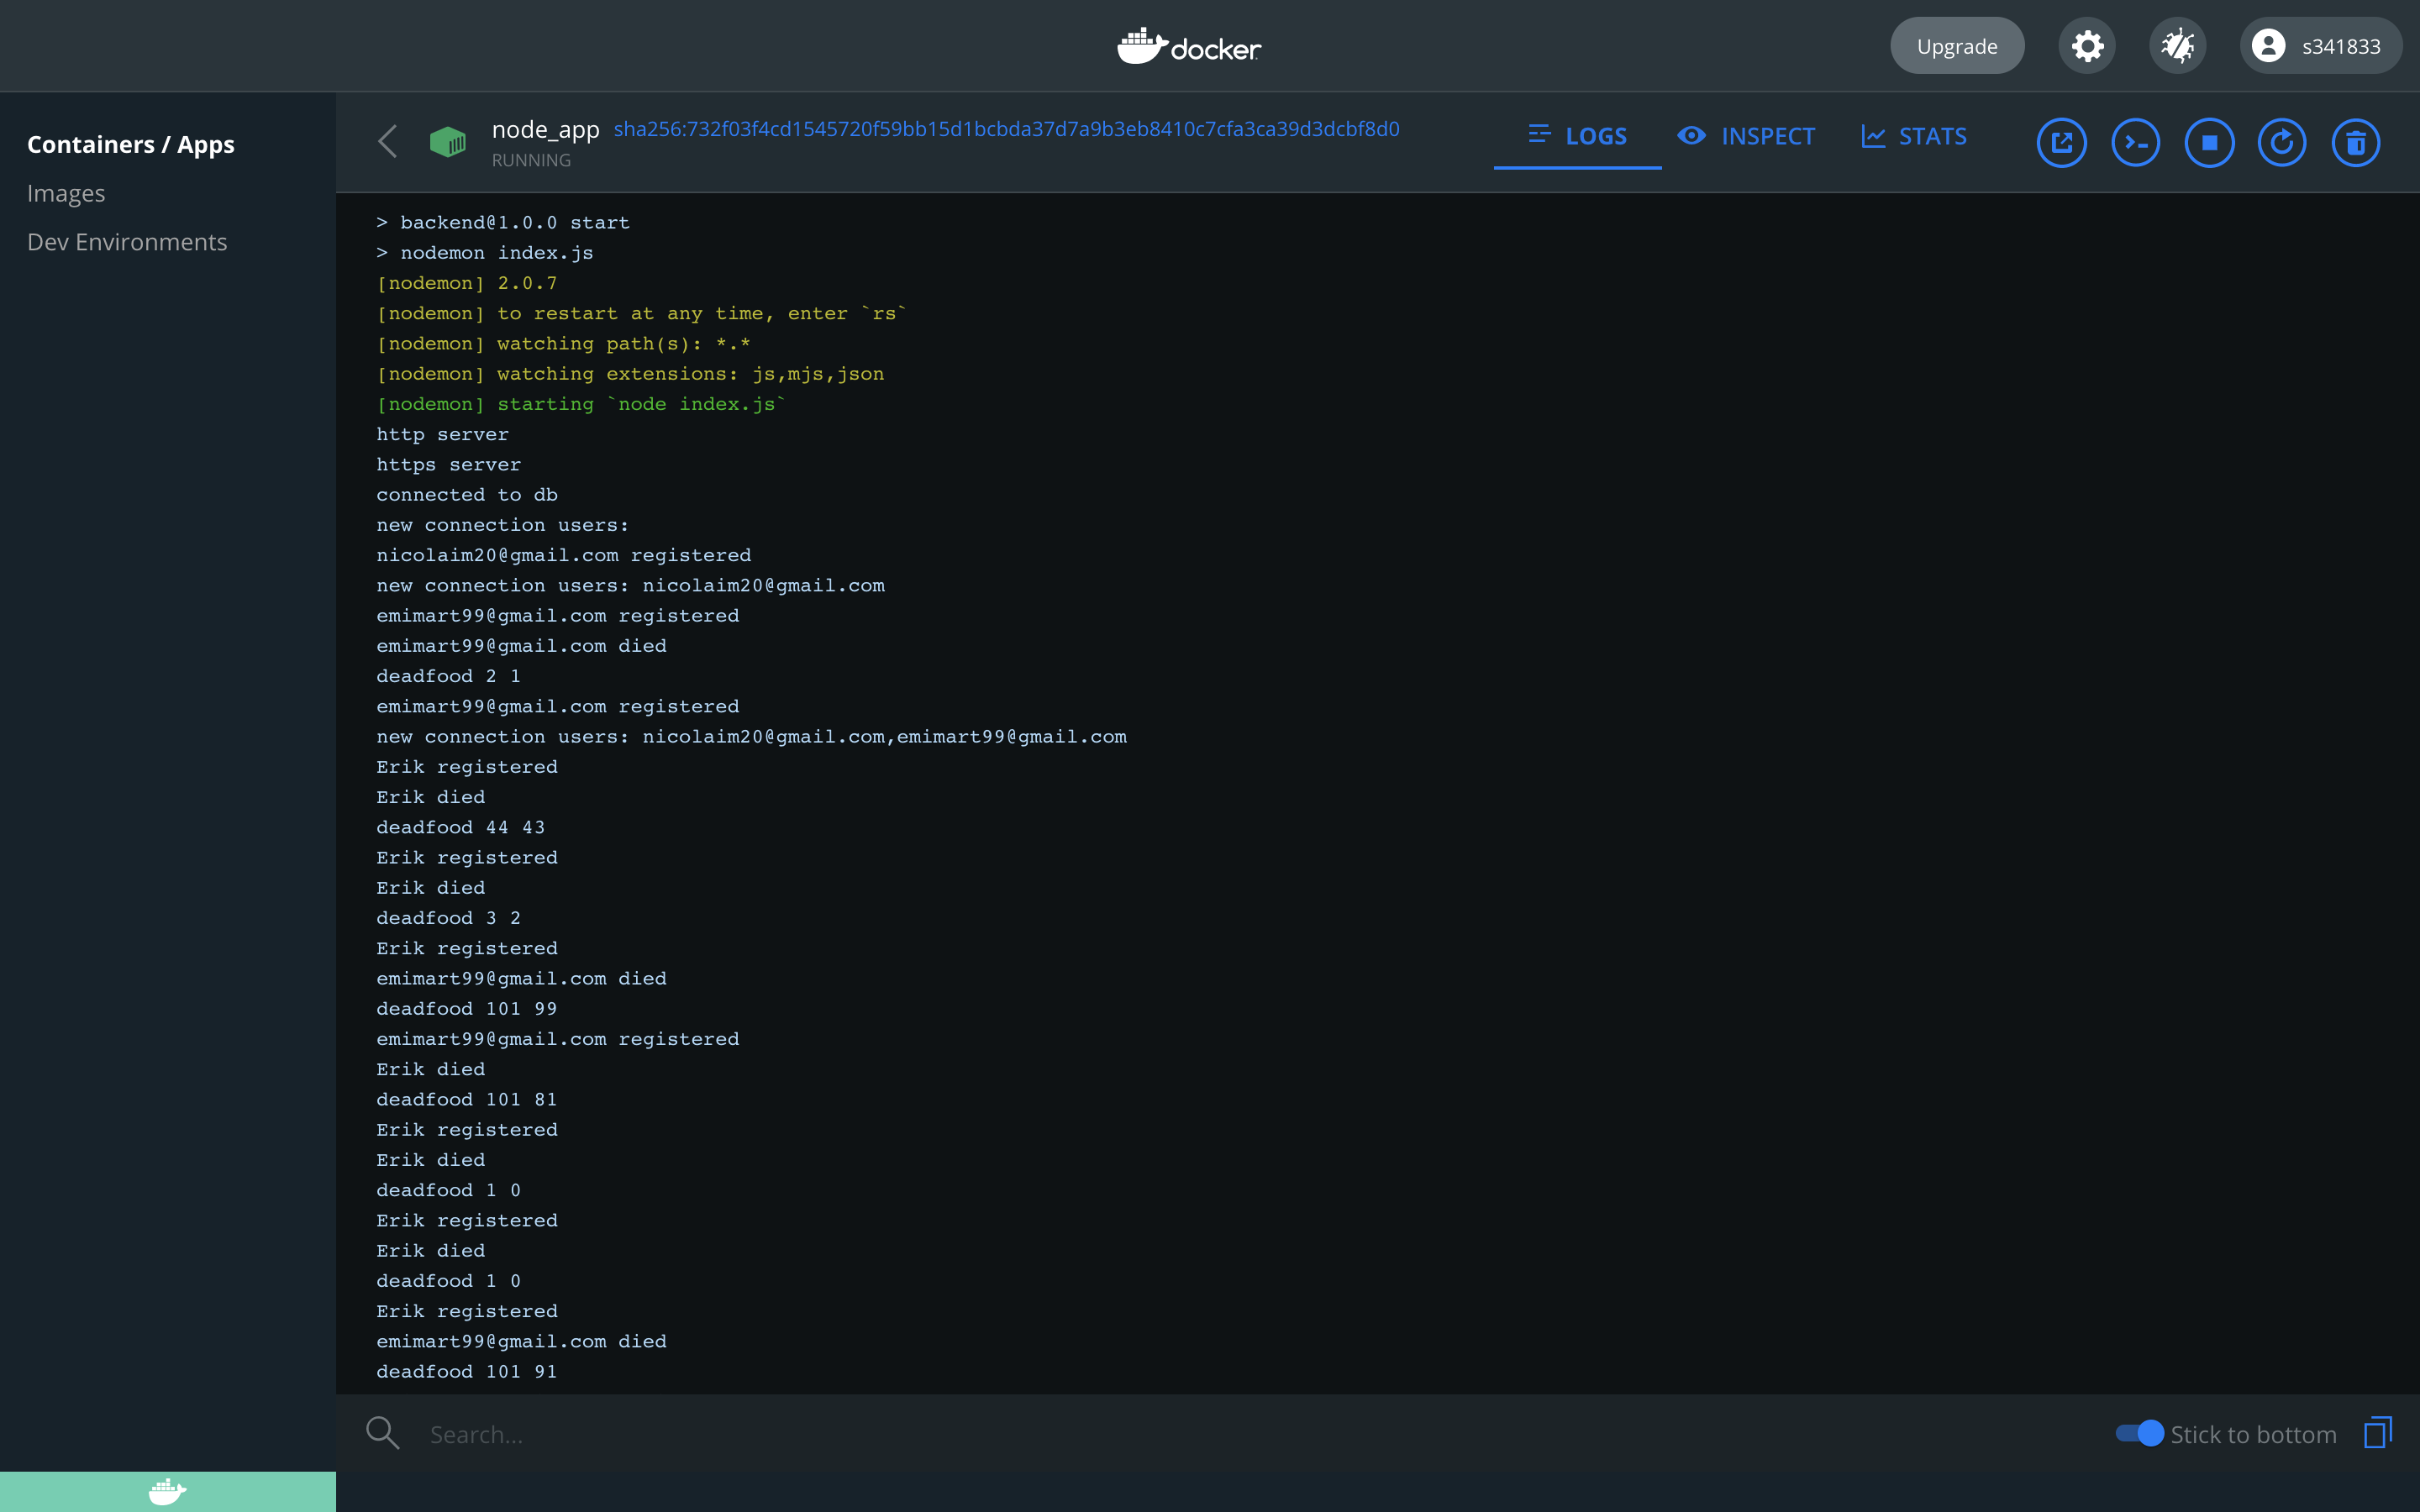 docker
Upgrade
s341833
Containers / Apps
Images
Dev Environments
node_app sha256:732f03f4cd1545720f59bb15d1bcbda37d7a9b3eb8410c7cfa3ca39d3dcbf8d0
RUNNING
LOGS
INSPECT
STATS
> backend@1.0.0 start
> nodemon index.js
[nodemon] 2.0.7
[nodemon] to restart at any time, enter `rs`
[nodemon] watching path(s): *.*
[nodemon] watching extensions: js,mjs,json
[nodemon] starting `node index.js`
http server
https server
connected to db
new connection users:
nicolaim20@gmail.com registered
new connection users: nicolaim20@gmail.com
emimart99@gmail.com registered
emimart99@gmail.com died
deadfood 2 1
emimart99@gmail.com registered
new connection users: nicolaim20@gmail.com,emimart99@gmail.com
Erik registered
Erik died
deadfood 44 43
Erik registered
Erik died
deadfood 3 2
Erik registered
emimart99@gmail.com died
deadfood 101 99
emimart99@gmail.com registered
Erik died
deadfood 101 81
Erik registered
Erik died
deadfood 1 0
Erik registered
Erik died
deadfood 1 0
Erik registered
emimart99@gmail.com died
deadfood 101 91
Search...
Stick to bottom